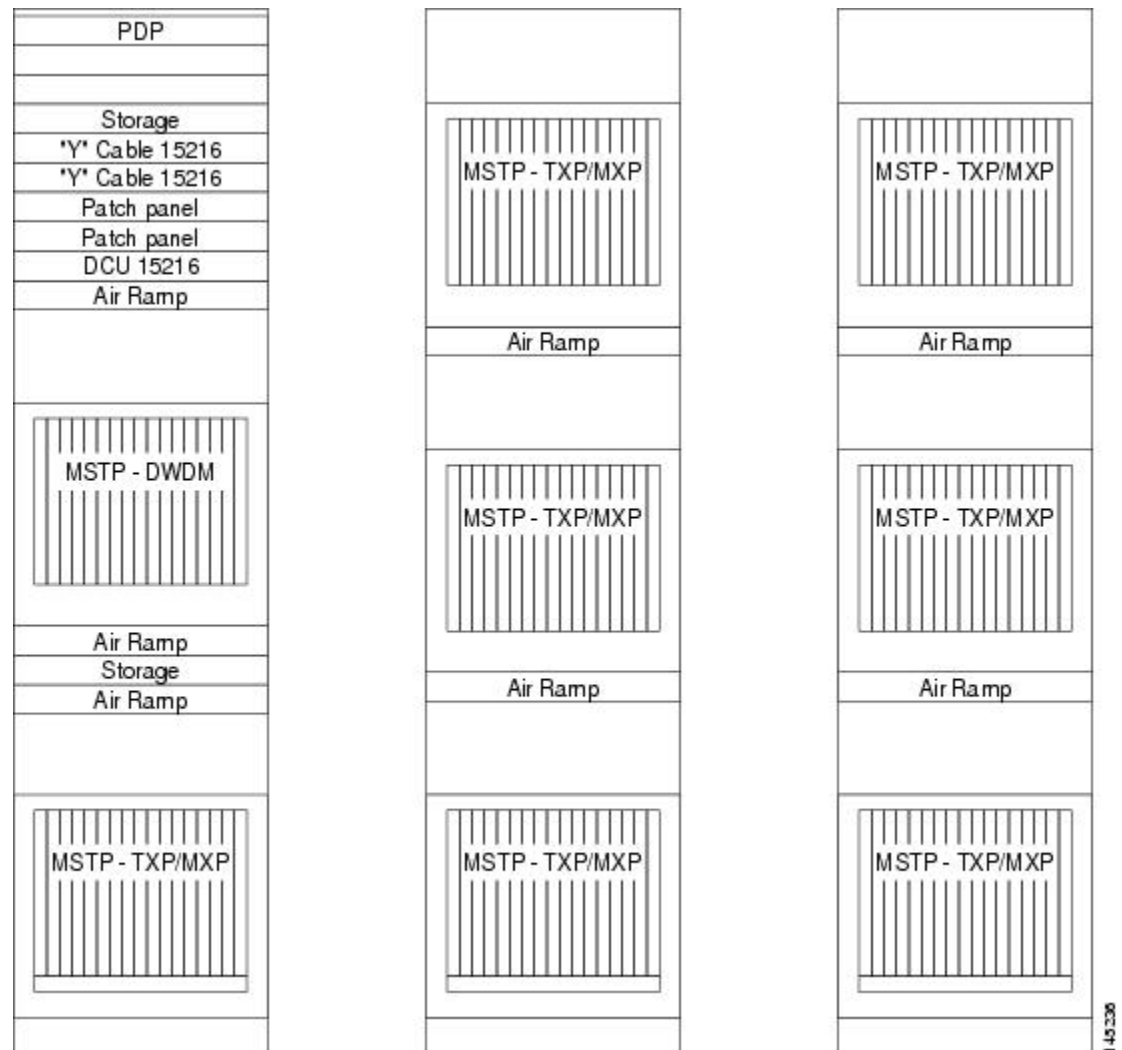 PDP
Storage
"Y" Cable 15216
"Y" Cable 15216
Patch panel
Patch panel
DCU 15216
Air Ramp
MSTP - DWDM
Air Ramp
Storage
Air Ramp
MSTP - TXP/MXP
MSTP - TXP/MXP
Air Ramp
MSTP - TXP/MXP
Air Ramp
MSTP - TXP/MXP
MSTP - TXP/MXP
Air Ramp
MSTP - TXP/MXP
Air Ramp
MSTP - TXP/MXP
145236